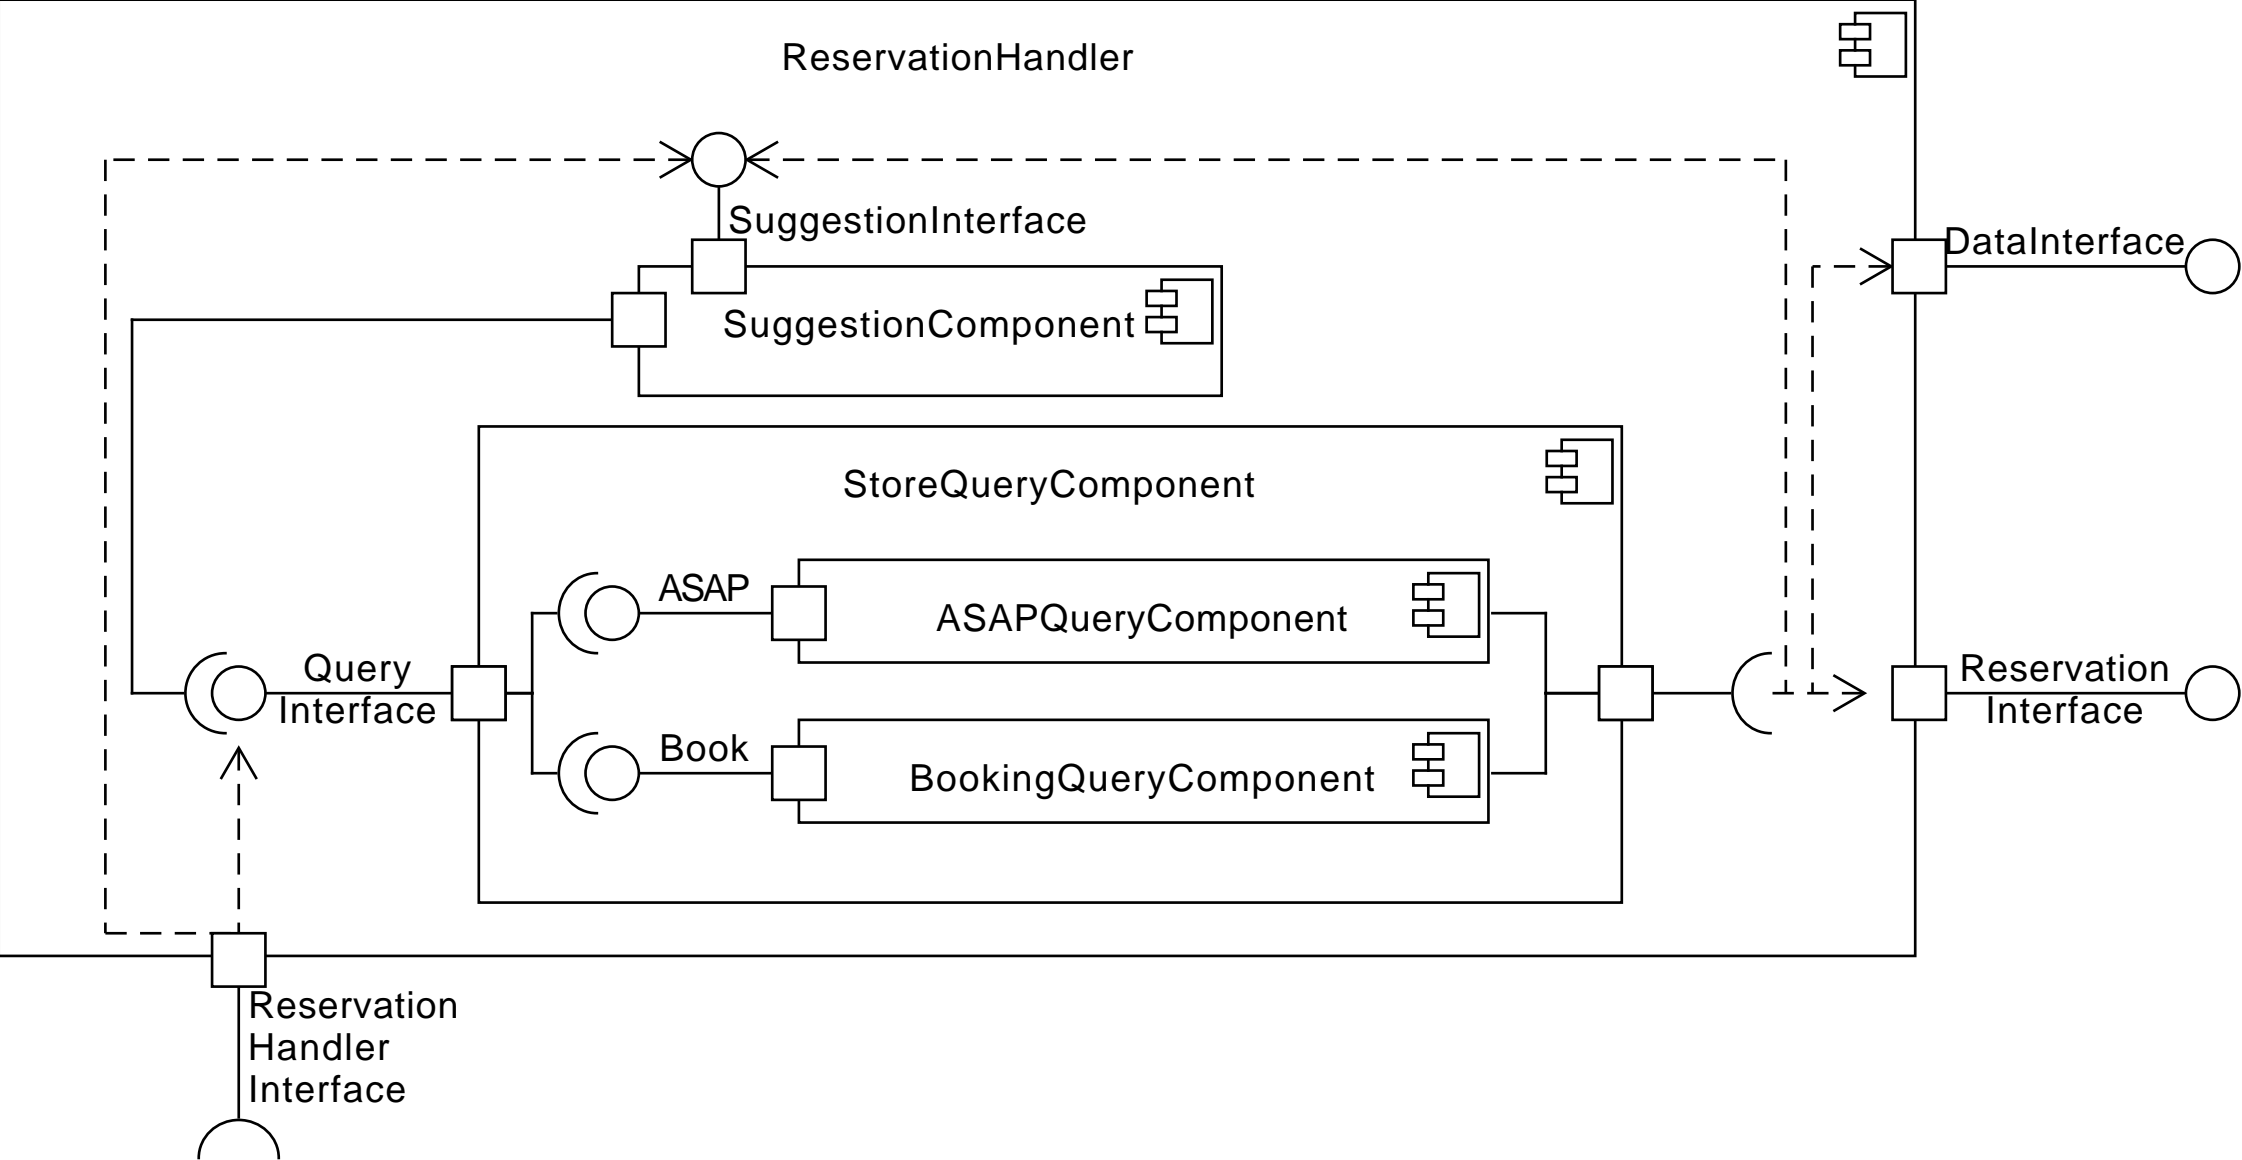 ReservationHandler
SuggestionInterface
DataInterface
SuggestionComponent
StoreQueryComponent
ASAP
ASAPQueryComponent
Query
Interface
Reservation
Interface
Book
BookingQueryComponent
Reservation
Handler
Interface